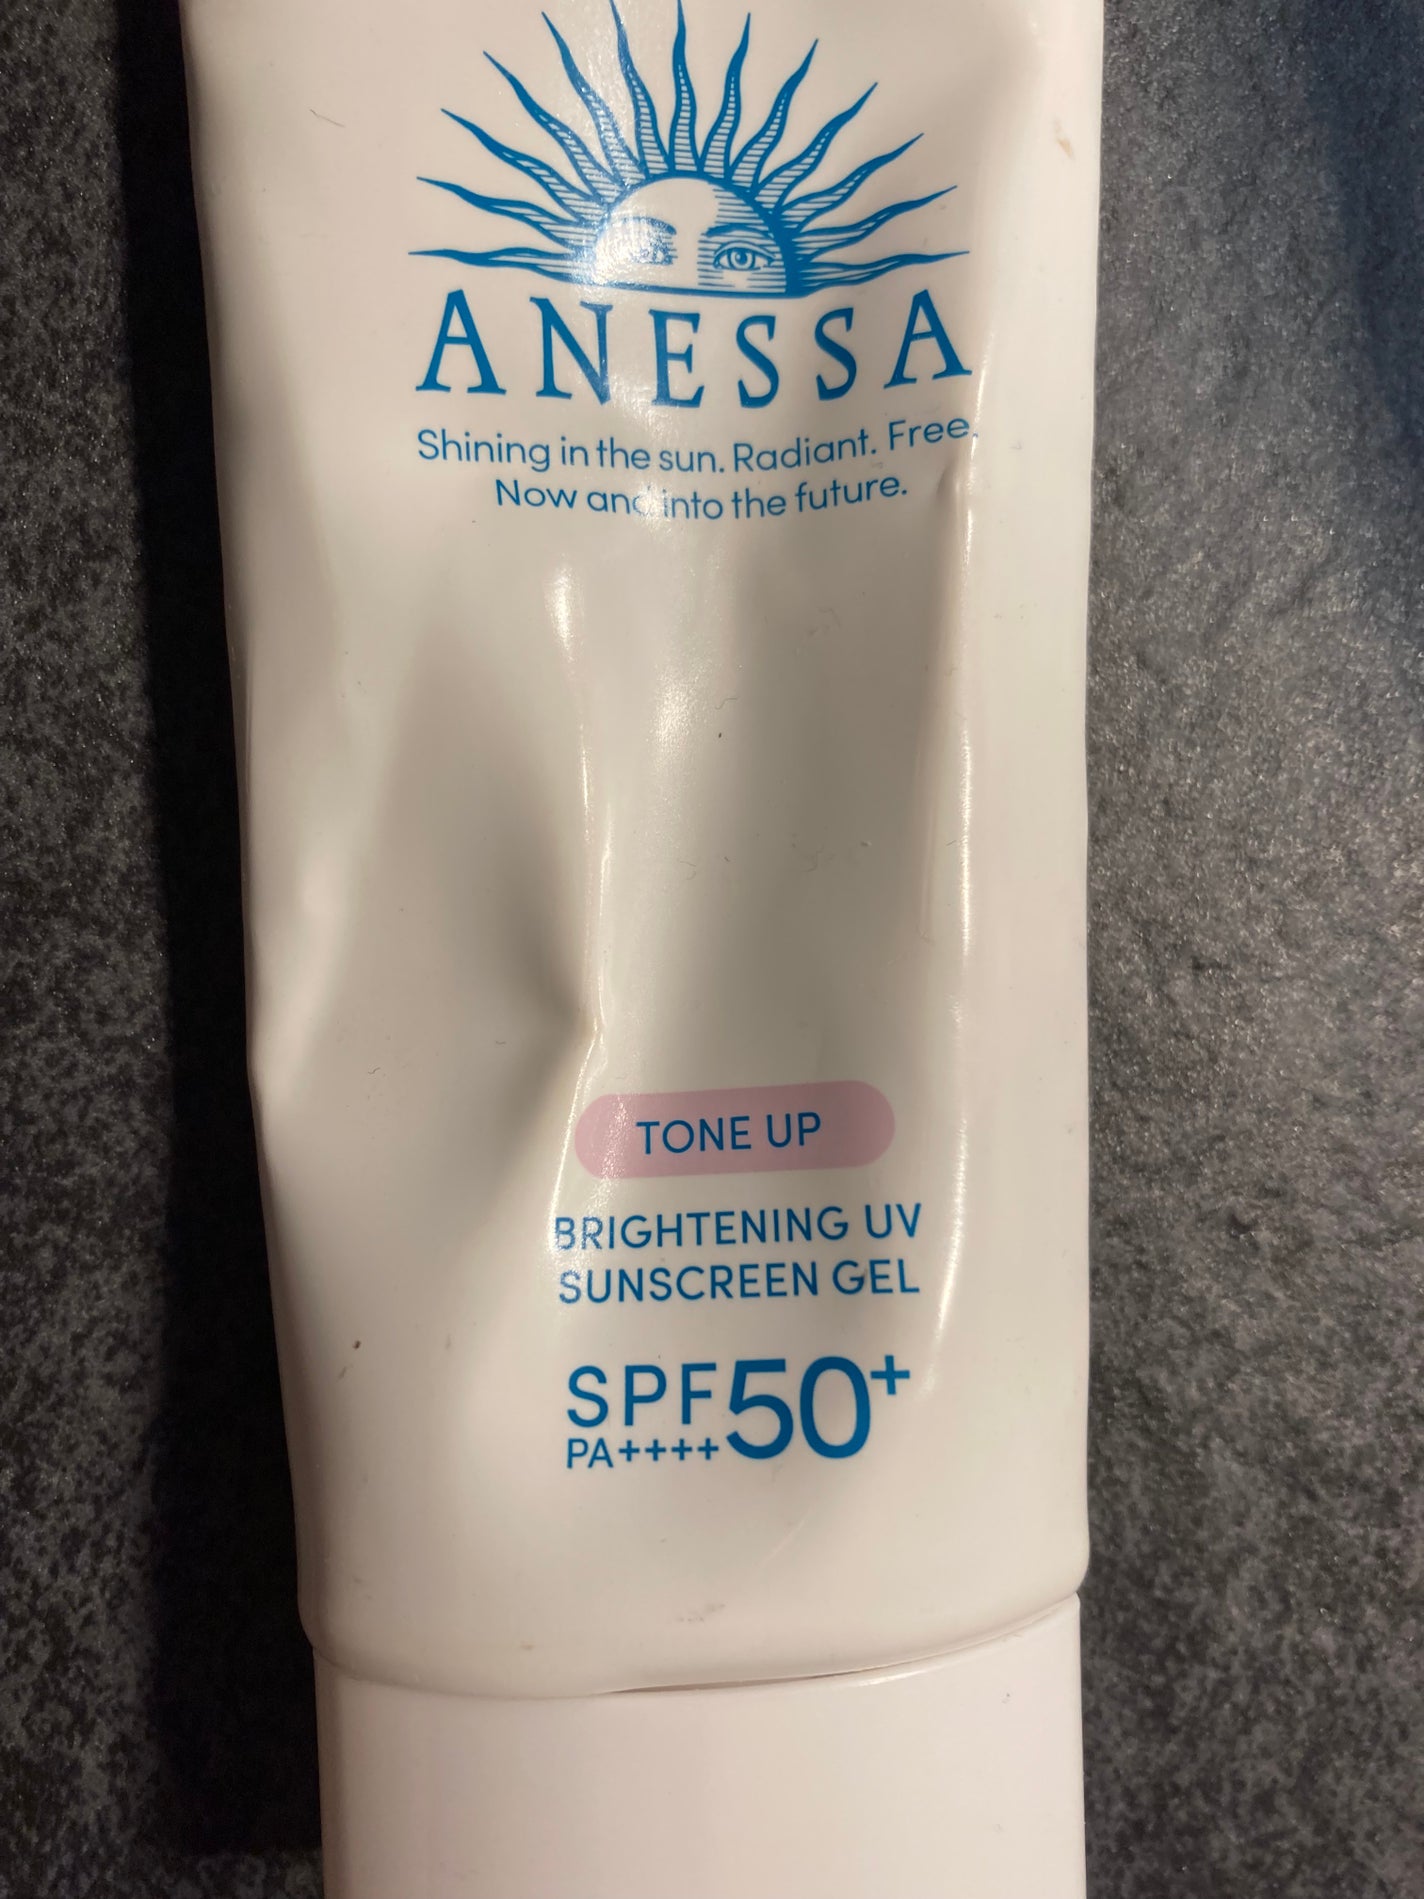 ANESSA
Shining in the sun. Radiant. Free.
Now and into the future.
TONE UP
BRIGHTENING UV
SUNSCREEN GEL
SPF50+
PA++++